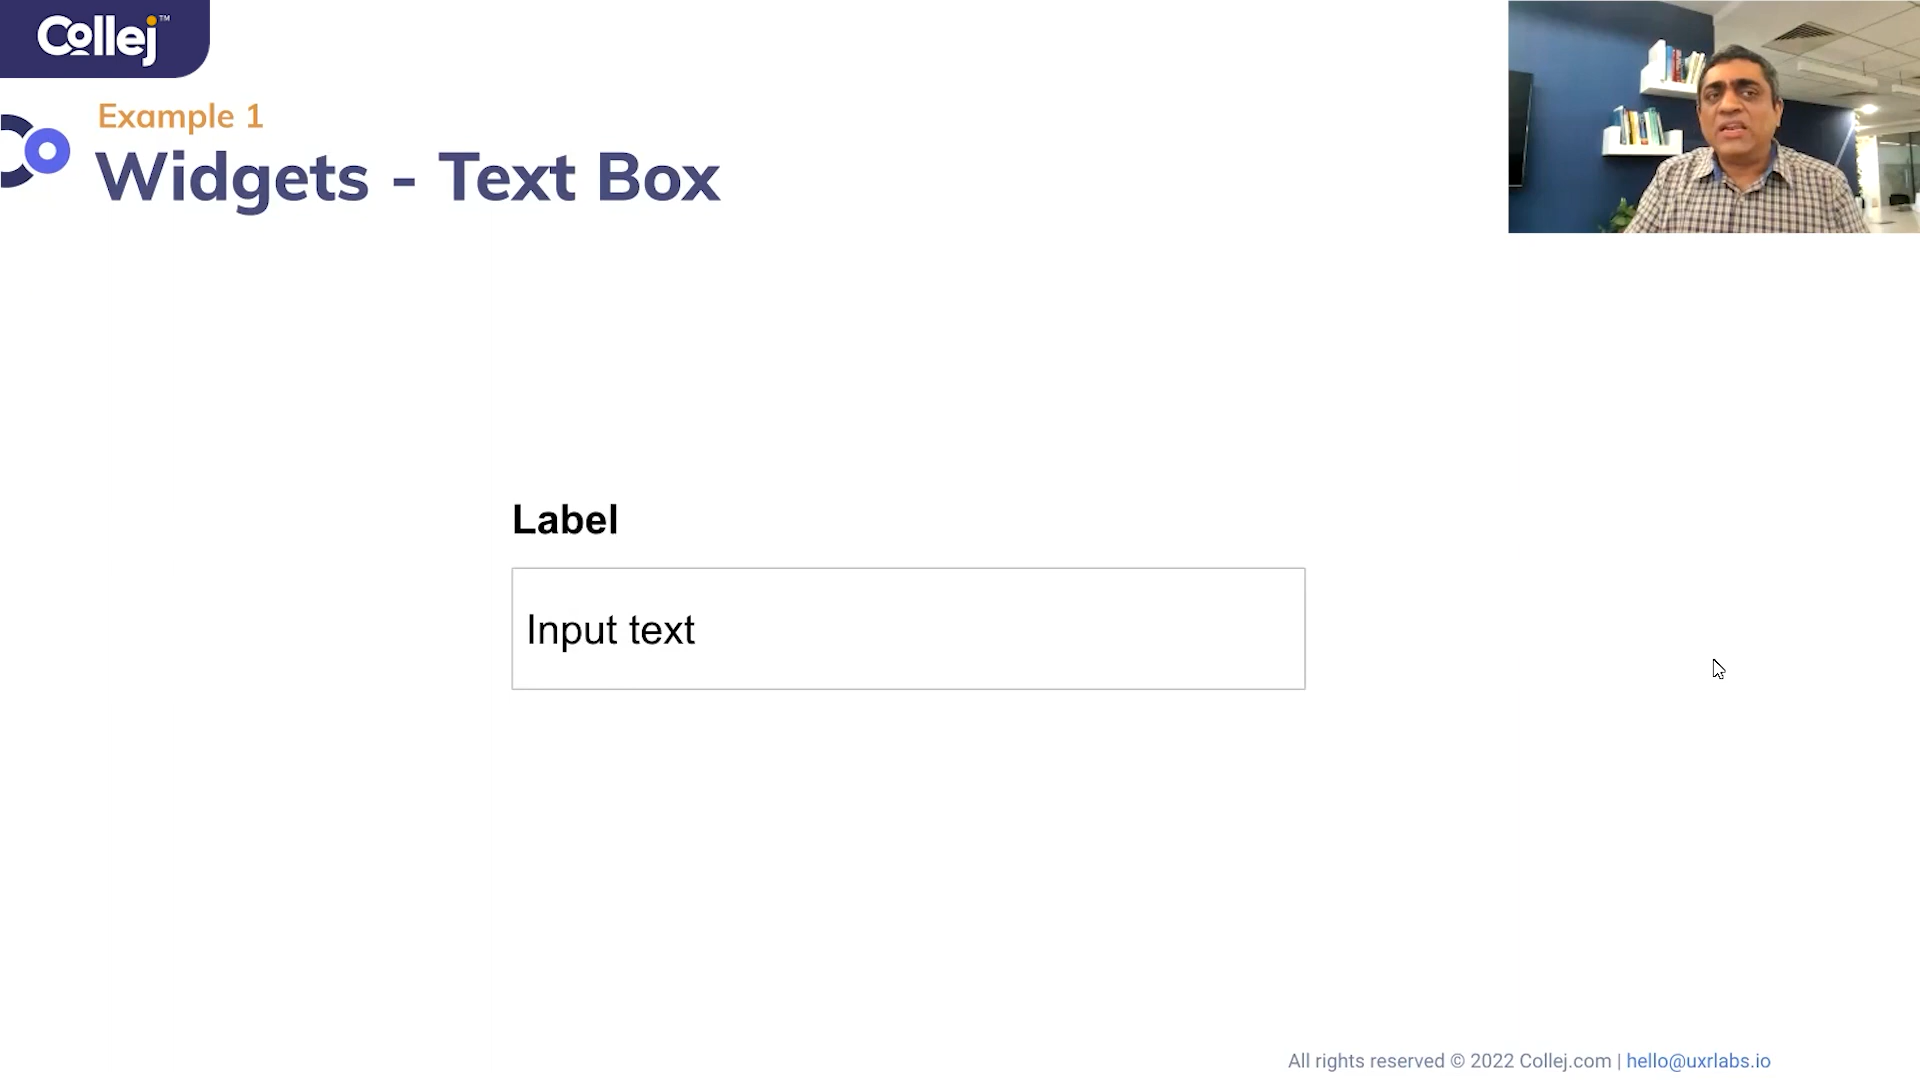 Collej™
Example 1
Widgets - Text Box
Label
Input text
All rights reserved © 2022 Collej.com | hello@uxrlabs.io